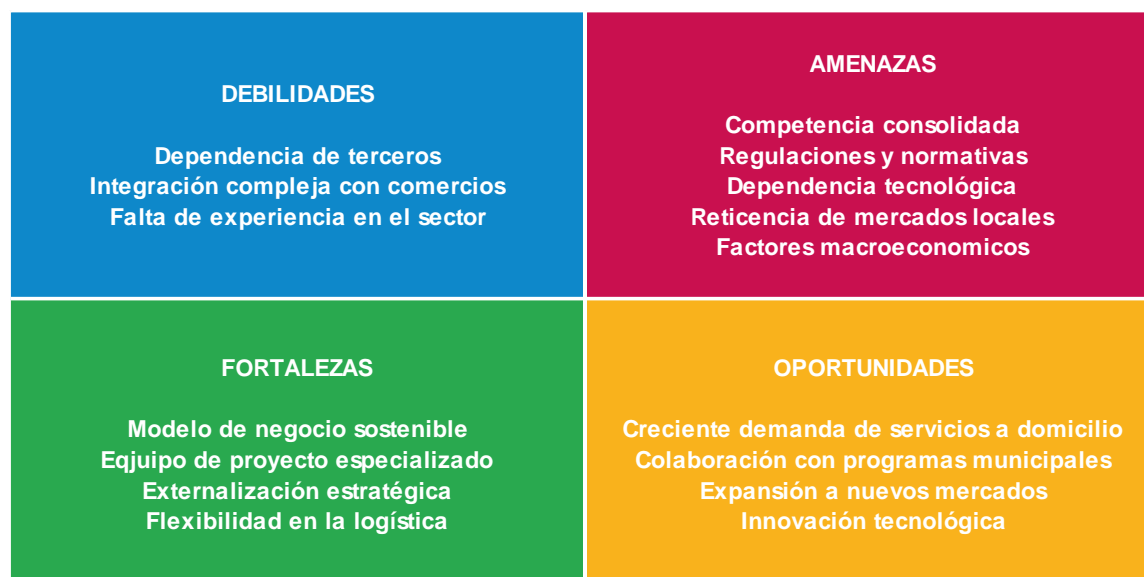 DEBILIDADES
Dependencia de terceros
Integración compleja con comercios
Falta de experiencia en el sector
AMENAZAS
Competencia consolidada
Regulaciones y normativas
Dependencia tecnológica
Reticencia de mercados locales
Factores macroeconomicos
FORTALEZAS
Modelo de negocio sostenible
Eqjuipo de proyecto especializado
Externalización estratégica
Flexibilidad en la logística
OPORTUNIDADES
Creciente demanda de servicios a domicilio
Colaboración con programas municipales
Expansión a nuevos mercados
Innovación tecnológica